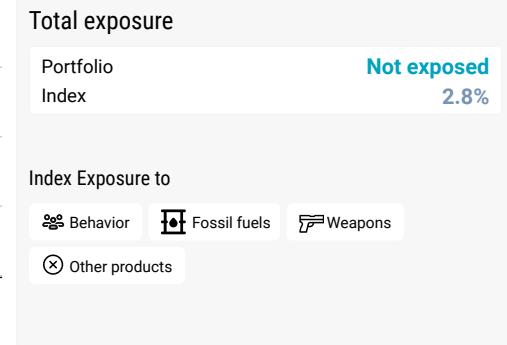 Total exposure
Portfolio Not exposed
Index 2.8%
Index Exposure to
Behavior Fossil fuels Weapons
Other products